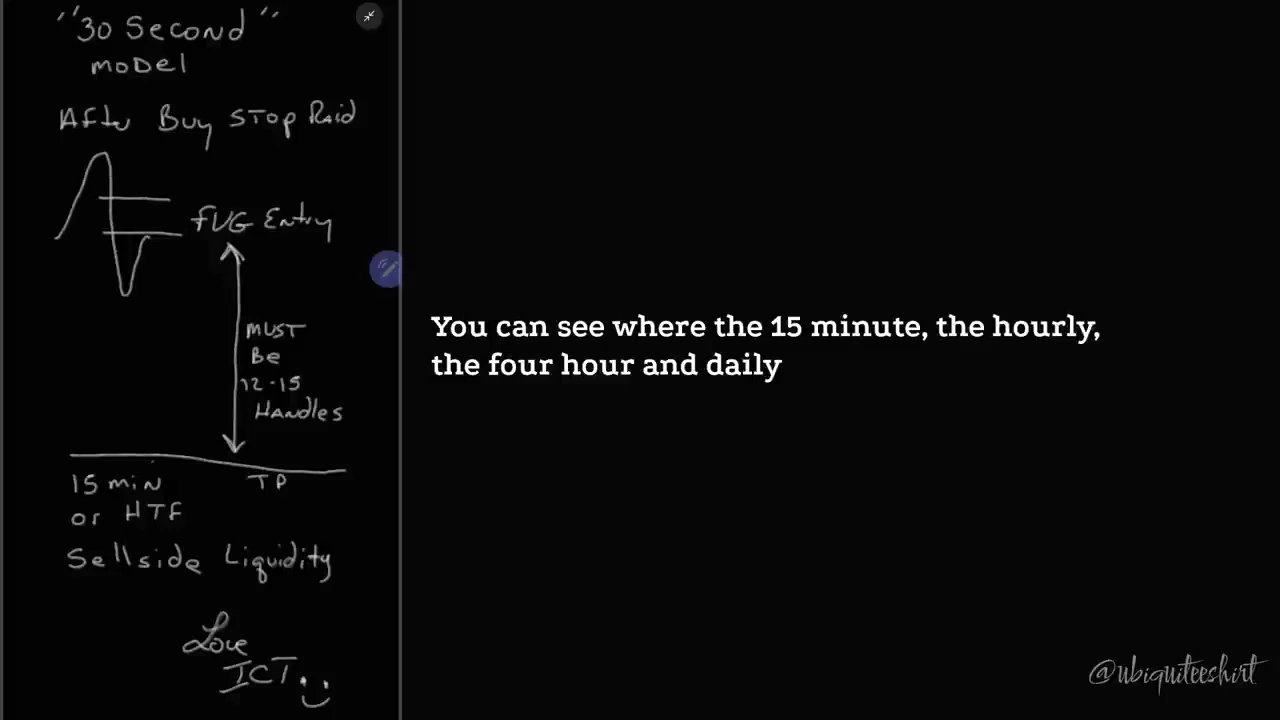 "30 Second"
model
After Buy STop Raid
FVG Entry
MUST
Be
12-15
HANdles
15 min
or HTF
TP
Sellside Liquidity
Love
ICT
You can see where the 15 minute, the hourly,
the four hour and daily
@ubiquiteeshirt